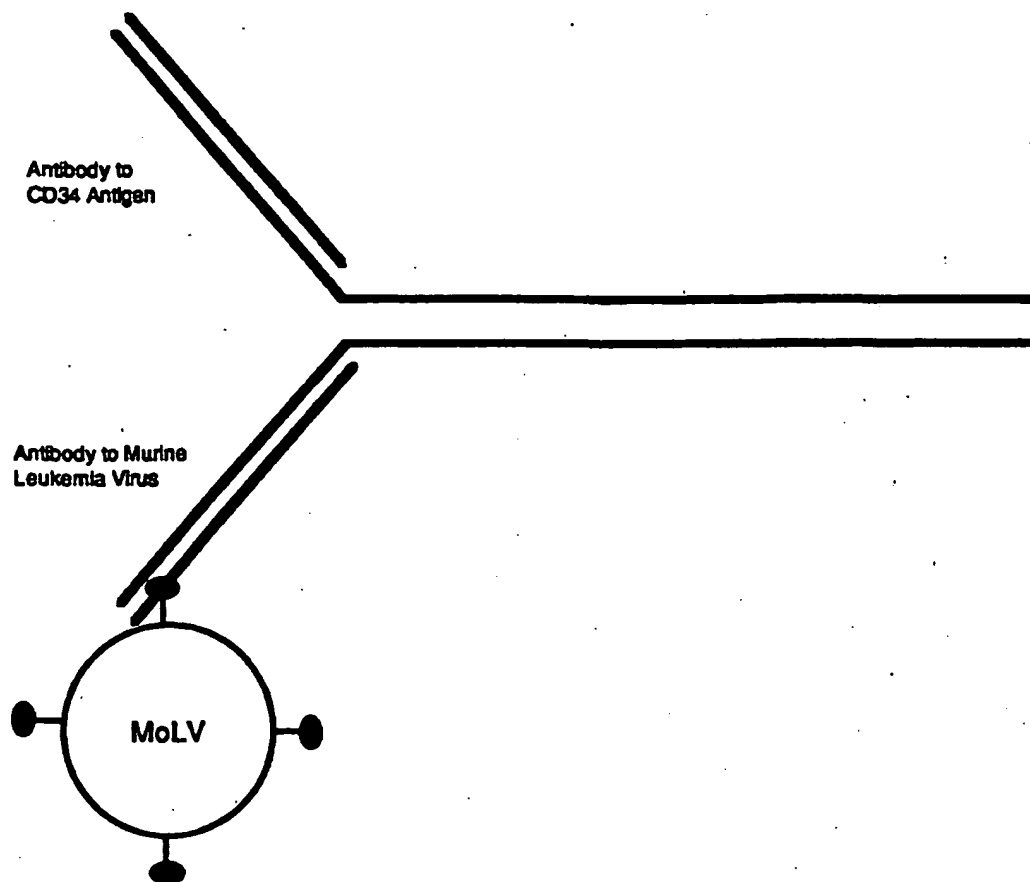 Antibody to
CD34 Antigen
Antibody to Murine
Leukemia Virus
MoLV